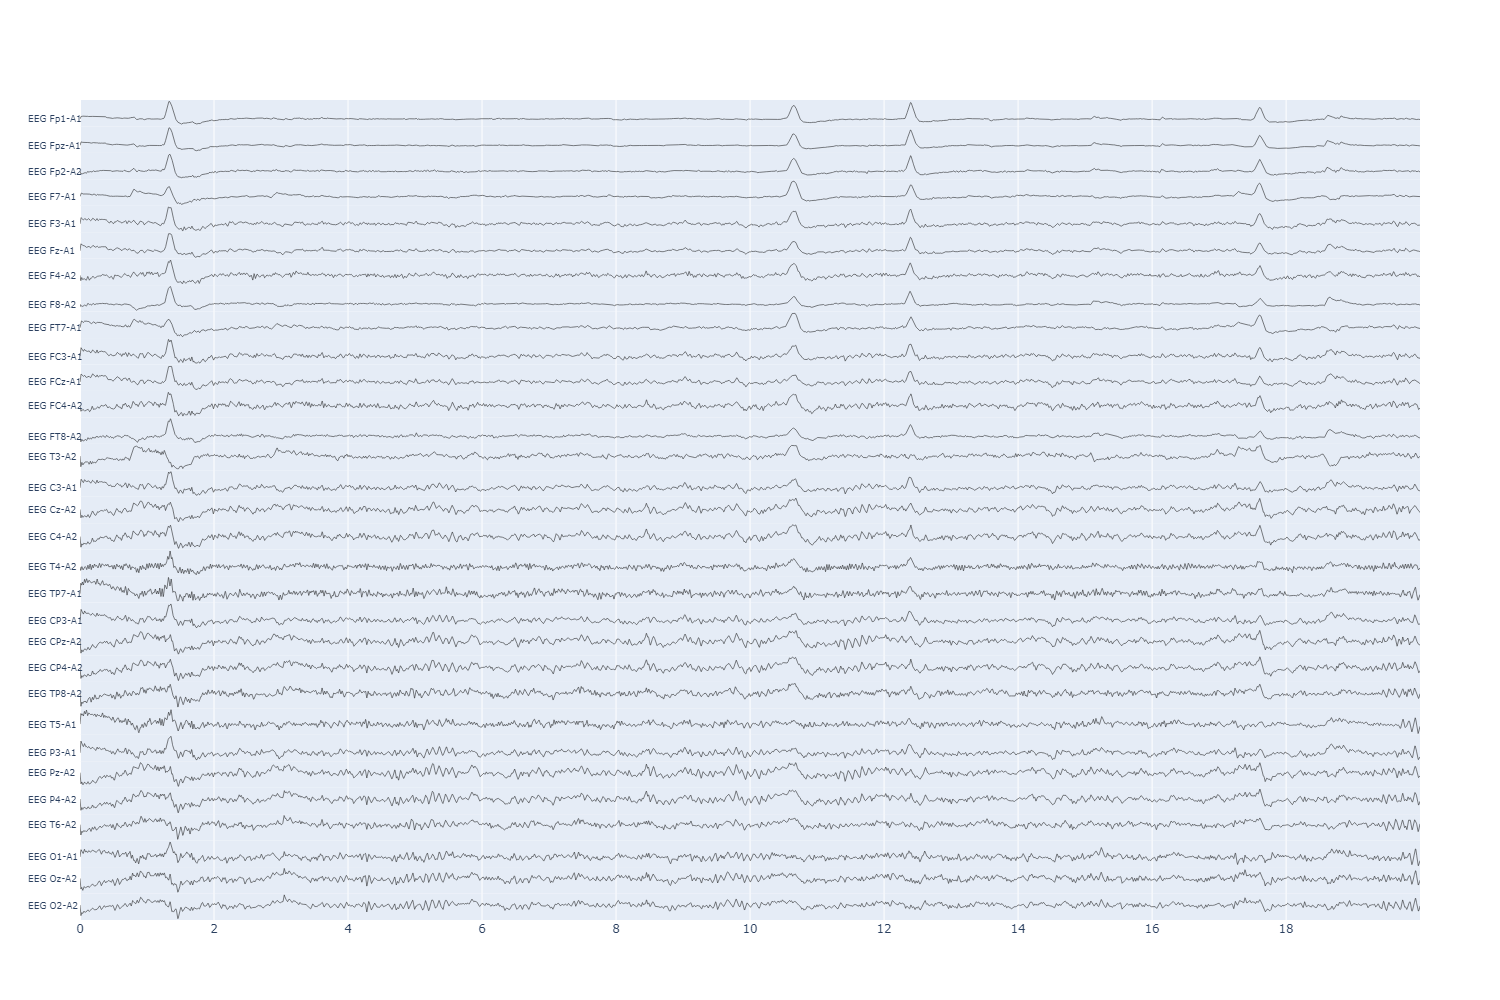 EEG Fp1-A1
EEG Fpz-A1
EEG Fp2-A2
EEG F7-A1
EEG F3-A1
EEG Fz-A1
EEG F4-A2
EEG F8-A2
EEG FT7-A1
EEG FC3-A1
EEG FCz-A1
EEG FC4-A2
EEG FT8-A2
EEG T3-A2
EEG C3-A1
EEG Cz-A2
EEG C4-A2
EEG T4-A2
EEG TP7-A1
EEG CP3-A1
EEG CPz-A2
EEG CP4-A2
EEG TP8-A2
EEG T5-A1
EEG P3-A1
EEG Pz-A2
EEG P4-A2
EEG T6-A2
EEG O1-A1
EEG Oz-A2
EEG O2-A2
0 2 4 6 8 10 12 14 16 18